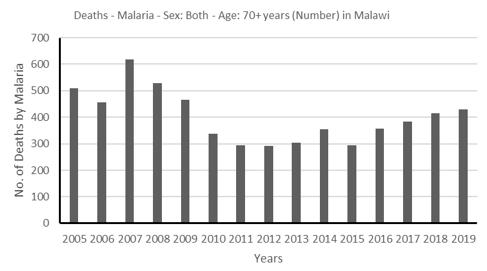 Deaths - Malaria - Sex: Both - Age: 70+ years (Number) in Malawi
700
600
500
400
300
200
100
0
No. of Deaths by Malaria
2005 2006 2007 2008 2009 2010 2011 2012 2013 2014 2015 2016 2017 2018 2019
Years